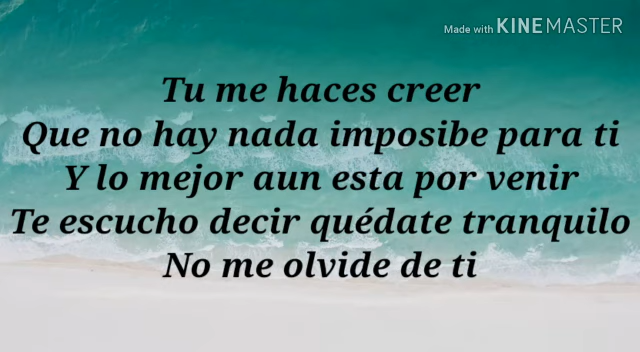 Made with KINEMASTER
Tu me haces creer
Que no hay nada imposibe para ti
Y lo mejor aun esta por venir
Te escucho decir quédate tranquilo
No me olvide de ti